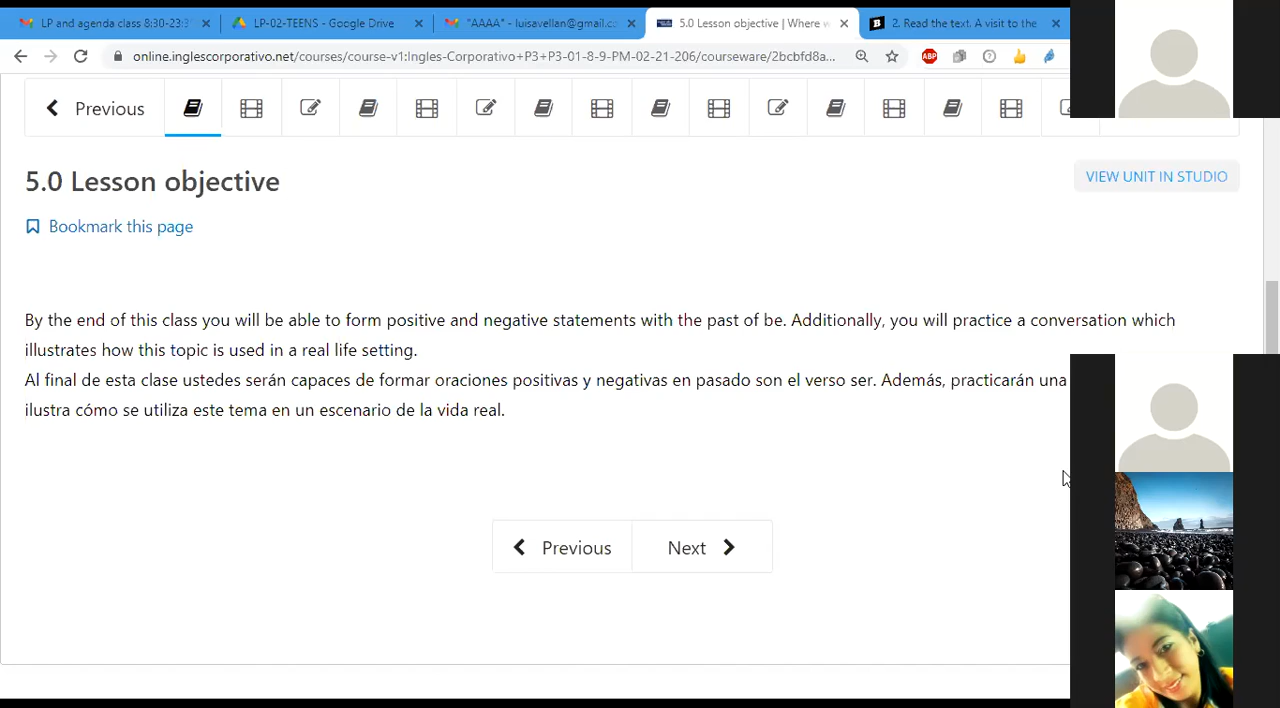 LP and agenda class 8:30-23:3
LP-02-TEENS - Google Drive
"AAAA" - luisavellan@gmail.co
5.0 Lesson objective | Where w
2. Read the text. A visit to the
online.inglescorporativo.net/courses/course-v1:Ingles-Corporativo+P3+P3-01-8-9-PM-02-21-206/courseware/2bcbfd8a...
ABP
Previous
5.0 Lesson objective
VIEW UNIT IN STUDIO
Bookmark this page
By the end of this class you will be able to form positive and negative statements with the past of be. Additionally, you will practice a conversation which
illustrates how this topic is used in a real life setting.
Al final de esta clase ustedes serán capaces de formar oraciones positivas y negativas en pasado son el verso ser. Además, practicarán una
ilustra cómo se utiliza este tema en un escenario de la vida real.
Previous
Next